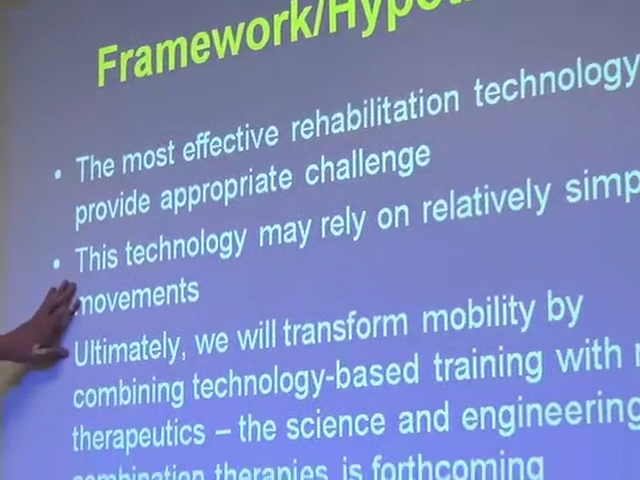 Framework/Hypot
• The most effective rehabilitation technology
provide appropriate challenge
• This technology may rely on relatively simp
movements
Ultimately, we will transform mobility by
combining technology-based training with
therapeutics – the science and engineering
combination therapies is forthcoming